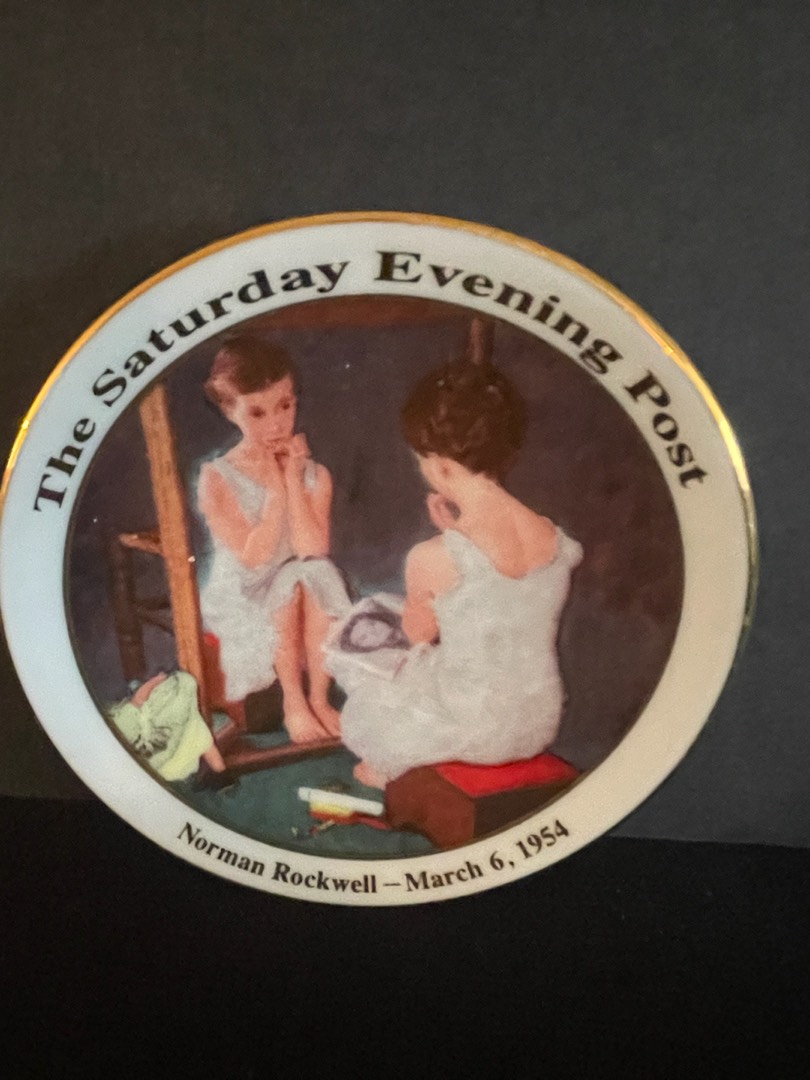 The Saturday Evening Post
Norman Rockwell – March 6, 1954